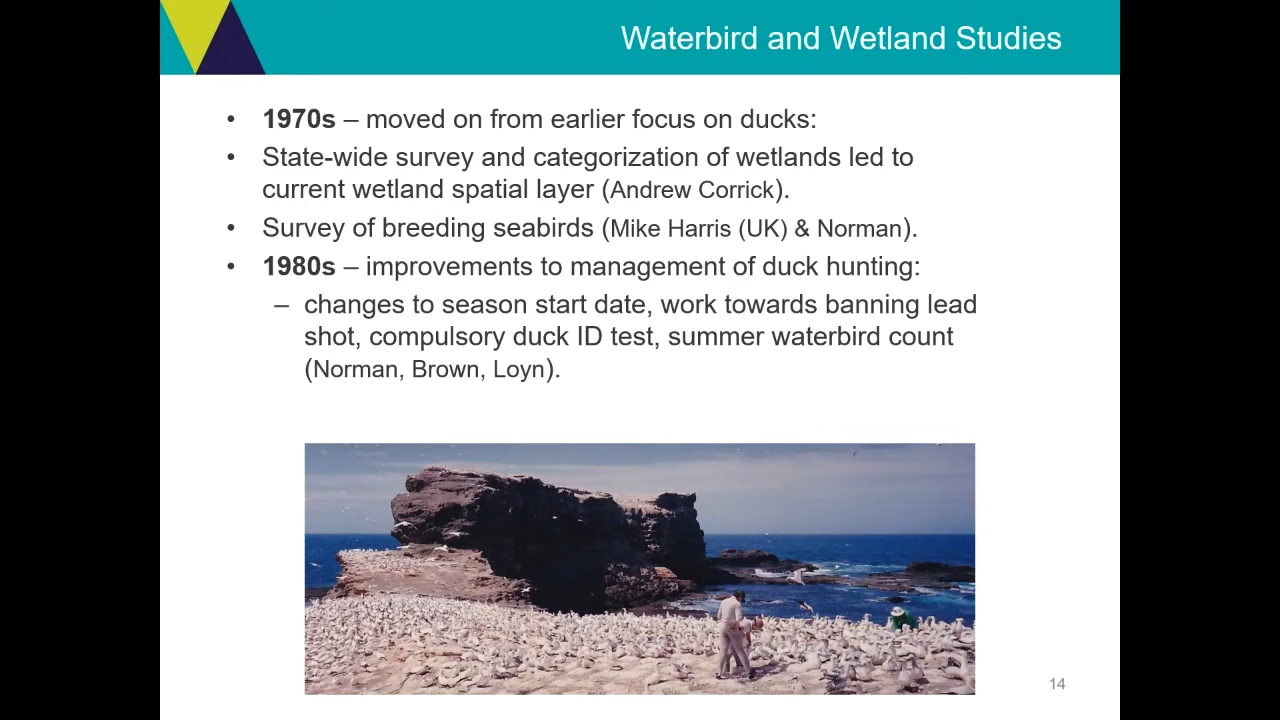 Waterbird and Wetland Studies
• 1970s – moved on from earlier focus on ducks:
• State-wide survey and categorization of wetlands led to
current wetland spatial layer (Andrew Corrick).
• Survey of breeding seabirds (Mike Harris (UK) & Norman).
• 1980s – improvements to management of duck hunting:
– changes to season start date, work towards banning lead
shot, compulsory duck ID test, summer waterbird count
(Norman, Brown, Loyn).
14